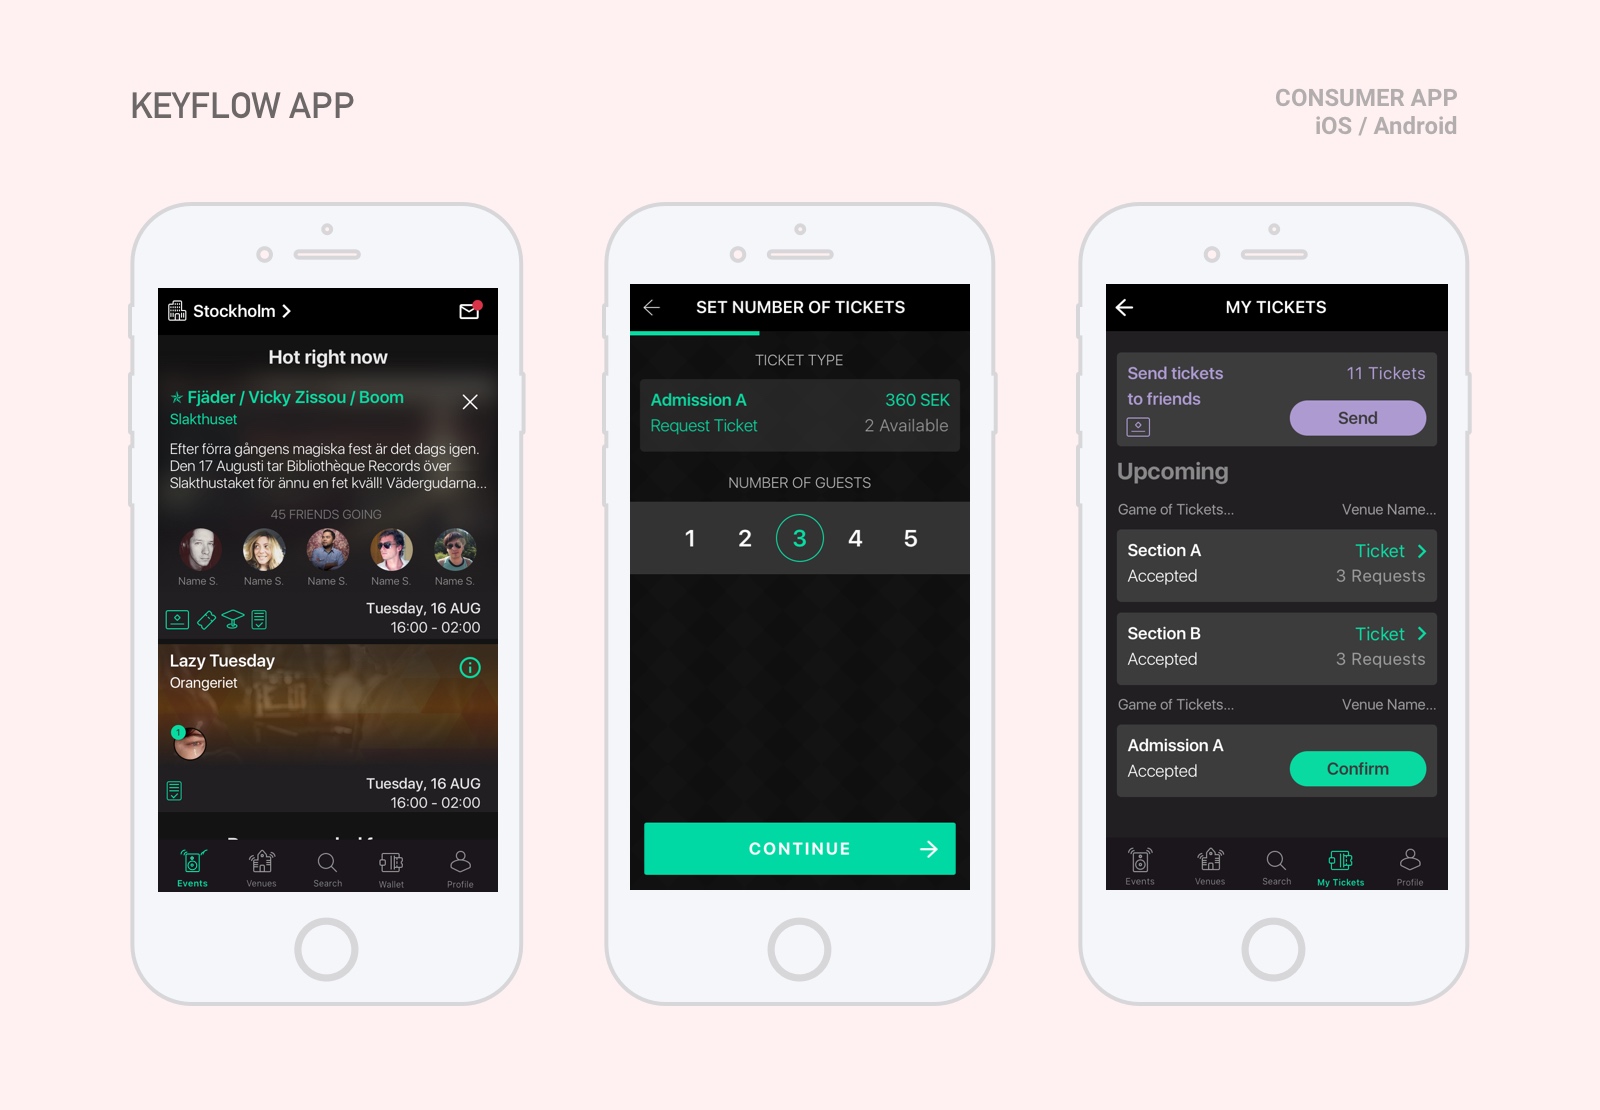 KEYFLOW APP
CONSUMER APP
iOS / Android
Stockholm
Hot right now
Fjäder / Vicky Zissou / Boom
Slakthuset
Efter förra gångens magiska fest är det dags igen.
Den 17 Augusti tar Bibliothèque Records över
Slakthustaket för ännu en fet kväll! Vädergudarna...
45 FRIENDS GOING
Name S. Name S. Name S. Name S. Name S.
Tuesday, 16 AUG
16:00 - 02:00
Lazy Tuesday
Orangeriet
1
Tuesday, 16 AUG
16:00 - 02:00
Events Venues Search Wallet Profile
SET NUMBER OF TICKETS
TICKET TYPE
Admission A 360 SEK
Request Ticket 2 Available
NUMBER OF GUESTS
1 2 3 4 5
CONTINUE
MY TICKETS
Send tickets 11 Tickets
to friends
Send
Upcoming
Game of Tickets... Venue Name...
Section A Ticket
Accepted 3 Requests
Section B Ticket
Accepted 3 Requests
Game of Tickets... Venue Name...
Admission A
Accepted
Confirm
Events Venues Search My Tickets Profile